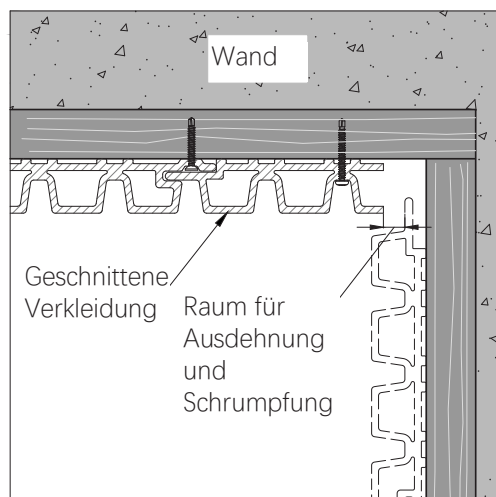 Wand
Geschnittene
Verkleidung
Raum für
Ausdehnung
und
Schrumpfung